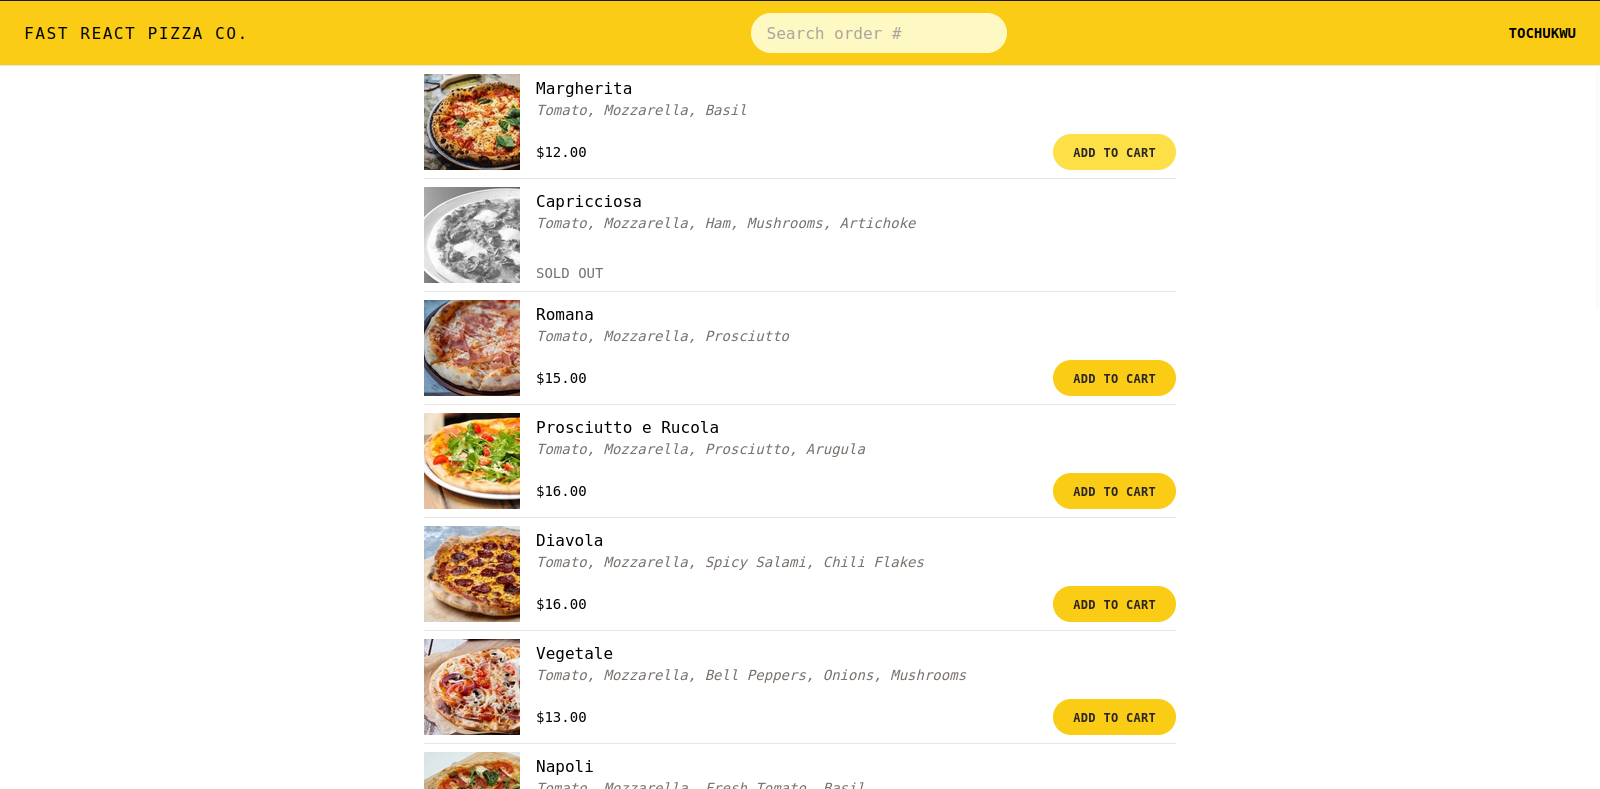 FAST REACT PIZZA CO.
Search order #
TOCHUKWU
Margherita
Tomato, Mozzarella, Basil
$12.00
ADD TO CART
Capricciosa
Tomato, Mozzarella, Ham, Mushrooms, Artichoke
SOLD OUT
Romana
Tomato, Mozzarella, Prosciutto
$15.00
ADD TO CART
Prosciutto e Rucola
Tomato, Mozzarella, Prosciutto, Arugula
$16.00
ADD TO CART
Diavola
Tomato, Mozzarella, Spicy Salami, Chili Flakes
$16.00
ADD TO CART
Vegetale
Tomato, Mozzarella, Bell Peppers, Onions, Mushrooms
$13.00
ADD TO CART
Napoli
Tomato, Mozzarella, Fresh Tomato, Basil